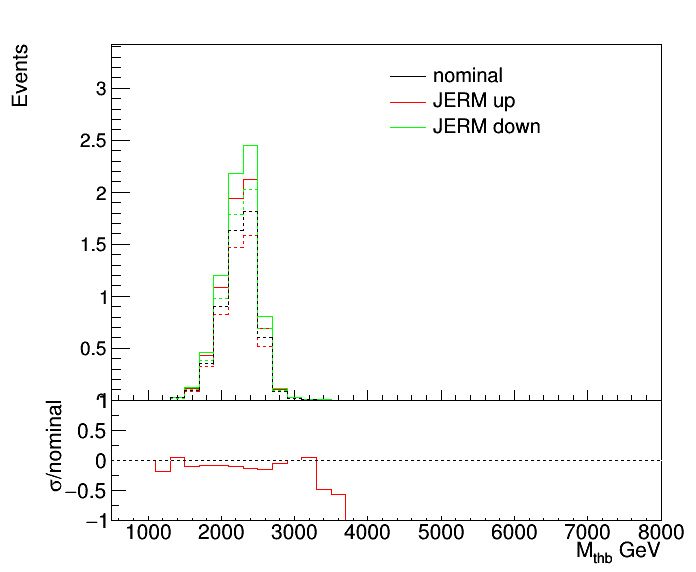 Events
nominal
JERM up
JERM down
3
2.5
2
1.5
1
0.5
0
σ/nominal
1
0.5
0
−0.5
−1
1000 2000 3000 4000 5000 6000 7000 8000
M_thb GeV